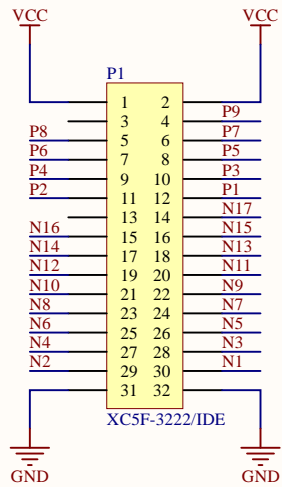 VCC VCC
P1
1 2
3 4 P9
P8 5 6 P7
P6 7 8 P5
P4 9 10 P3
P2 11 12 P1
13 14 N17
N16 15 16 N15
N14 17 18 N13
N12 19 20 N11
N10 21 22 N9
N8 23 24 N7
N6 25 26 N5
N4 27 28 N3
N2 29 30 N1
31 32
XC5F-3222/IDE
GND GND